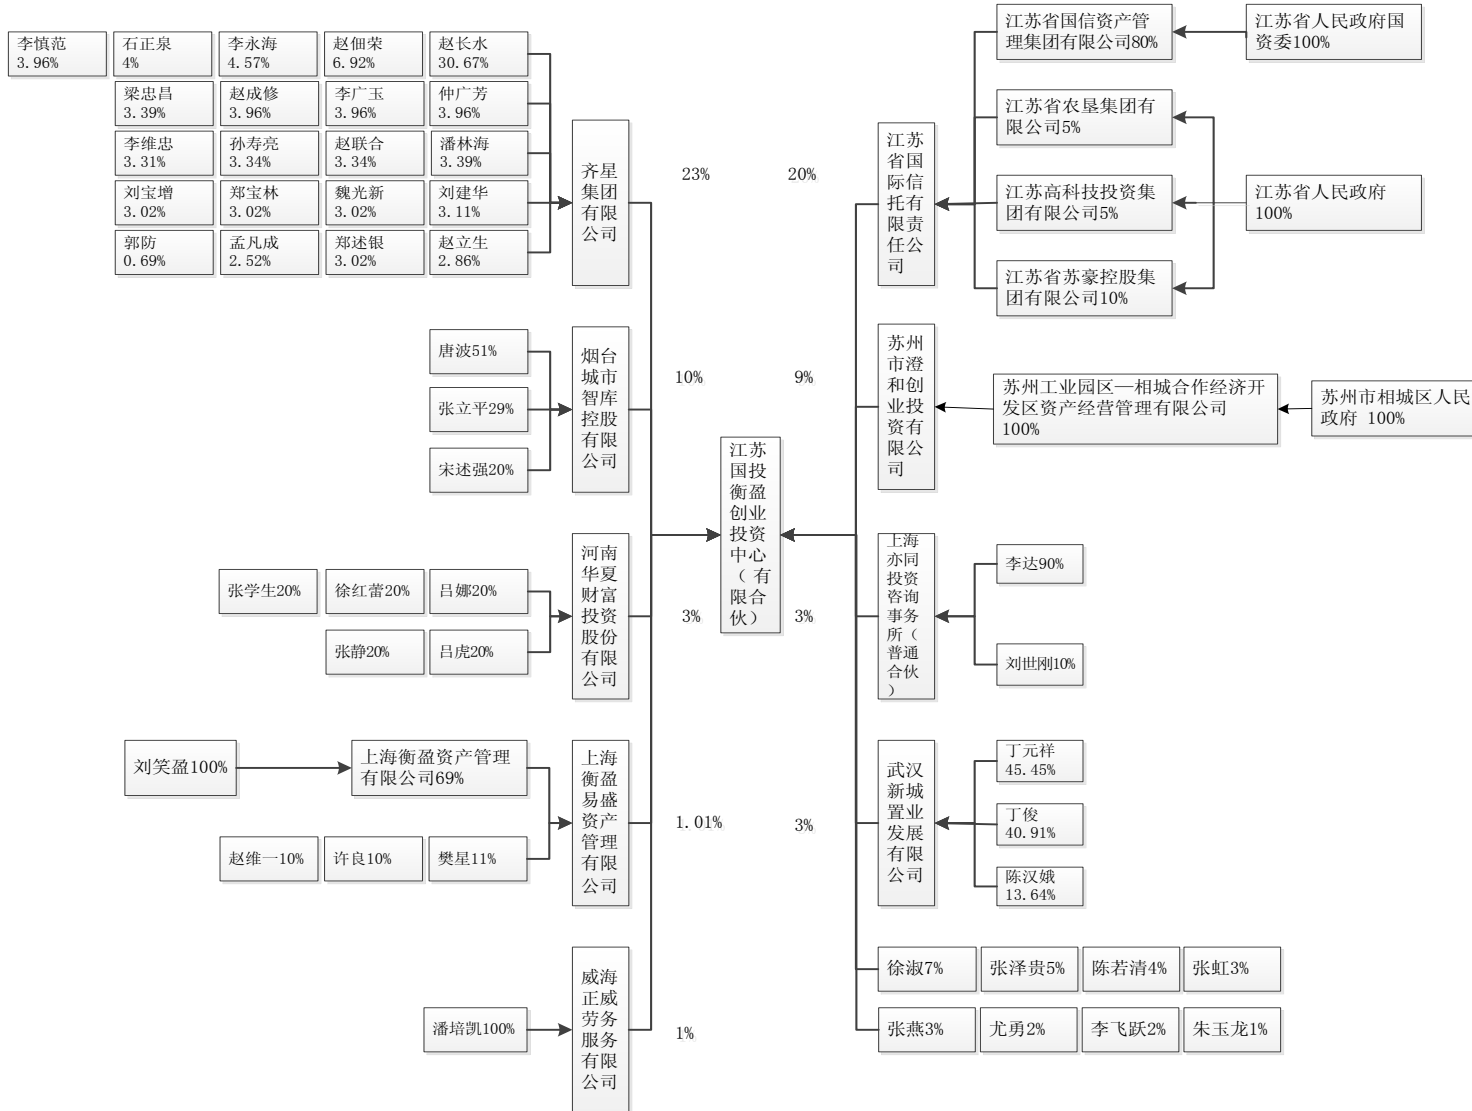 李慎范
3.96%
石正泉
4%
李永海
4.57%
赵佃荣
6.92%
赵长水
30.67%
梁忠昌
3.39%
赵成修
3.96%
李广玉
3.96%
仲广芳
3.96%
李维忠
3.31%
孙寿亮
3.34%
赵联合
3.34%
潘林海
3.39%
刘宝增
3.02%
郑宝林
3.02%
魏光新
3.02%
刘建华
3.11%
郭防
0.69%
孟凡成
2.52%
郑述银
3.02%
赵立生
2.86%
齐星
集团
有限
公司
23%
唐波51%
张立平29%
宋述强20%
烟台
城市
智库
控股
有限
公司
10%
张学生20%
徐红蕾20%
吕娜20%
张静20%
吕虎20%
河南
华夏
财富
投资
股份
有限
公司
3%
刘笑盈100%
上海衡盈资产管理
有限公司69%
赵维一10%
许良10%
樊星11%
上海
衡盈
易盛
资产
管理
有限
公司
1.01%
潘培凯100%
威海
正威
劳务
服务
有限
公司
1%
江苏
国投
衡盈
创业
投资
中心
（有
限合
伙）
20%
江苏
省国
际信
托有
限责
任公
司
江苏省国信资产管
理集团有限公司80%
江苏省人民政府国
资委100%
江苏省农垦集团有
限公司5%
江苏高科技投资集
团有限公司5%
江苏省人民政府
100%
江苏省苏豪控股集
团有限公司10%
9%
苏州
市澄
和创
业投
资有
限公
司
苏州工业园区—相城合作经济开
发区资产经营管理有限公司
100%
苏州市相城区人民
政府 100%
3%
上海
亦同
投资
咨询
事务
所（
普通
合伙
）
李达90%
刘世刚10%
3%
武汉
新城
置业
发展
有限
公司
丁元祥
45.45%
丁俊
40.91%
陈汉娥
13.64%
徐淑7%
张泽贵5%
陈若清4%
张虹3%
张燕3%
尤勇2%
李飞跃2%
朱玉龙1%